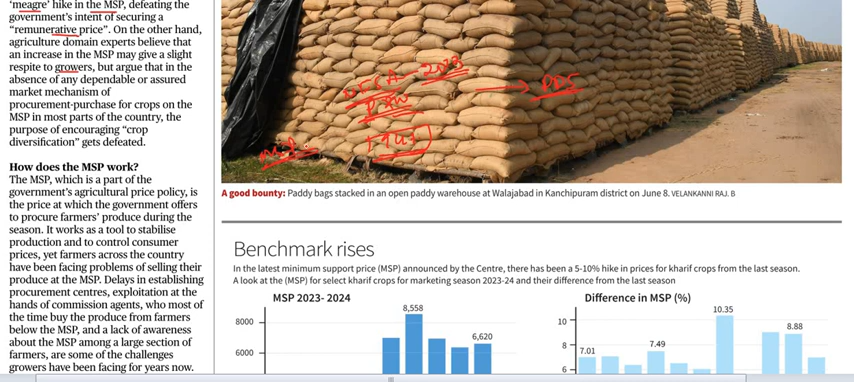 'meagre' hike in the MSP, defeating the
government's intent of securing a
"remunerative price". On the other hand,
agriculture domain experts believe that
an increase in the MSP may give a slight
respite to growers, but argue that in the
absence of any dependable or assured
market mechanism of
procurement-purchase for crops on the
MSP in most parts of the country, the
purpose of encouraging "crop
diversification" gets defeated.
How does the MSP work?
The MSP, which is a part of the
government's agricultural price policy, is
the price at which the government offers
to procure farmers' produce during the
season. It works as a tool to stabilise
production and to control consumer
prices, yet farmers across the country
have been facing problems of selling their
produce at the MSP. Delays in establishing
procurement centres, exploitation at the
hands of commission agents, who most of
the time buy the produce from farmers
below the MSP, and a lack of awareness
about the MSP among a large section of
farmers, are some of the challenges
growers have been facing for years now.
2013
PDS
A good bounty: Paddy bags stacked in an open paddy warehouse at Walajabad in Kanchipuram district on June 8. VELANKANNI RAJ. B
Benchmark rises
In the latest minimum support price (MSP) announced by the Centre, there has been a 5-10% hike in prices for kharif crops from the last season.
A look at the (MSP) for select kharif crops for marketing season 2023-24 and their difference from the last season
MSP 2023- 2024
8,558
8000
6,620
6000
Difference in MSP (%)
10.35
10
8.88
8
7.49
7.01
6